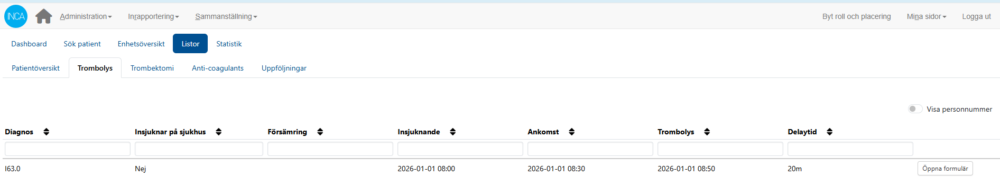 INCA Administration Inrapportering Sammanställning Byt roll och placering Mina sidor Logga ut
Dashboard Sök patient Enhetsöversikt Listor Statistik
Patientöversikt Trombolys Trombektomi Anti-coagulants Uppföljningar
Visa personnummer
Diagnos Insjuknar på sjukhus Försämring Insjuknande Ankomst Trombolys Delaytid
I63.0 Nej 2026-01-01 08:00 2026-01-01 08:30 2026-01-01 08:50 20m Öppna formulär